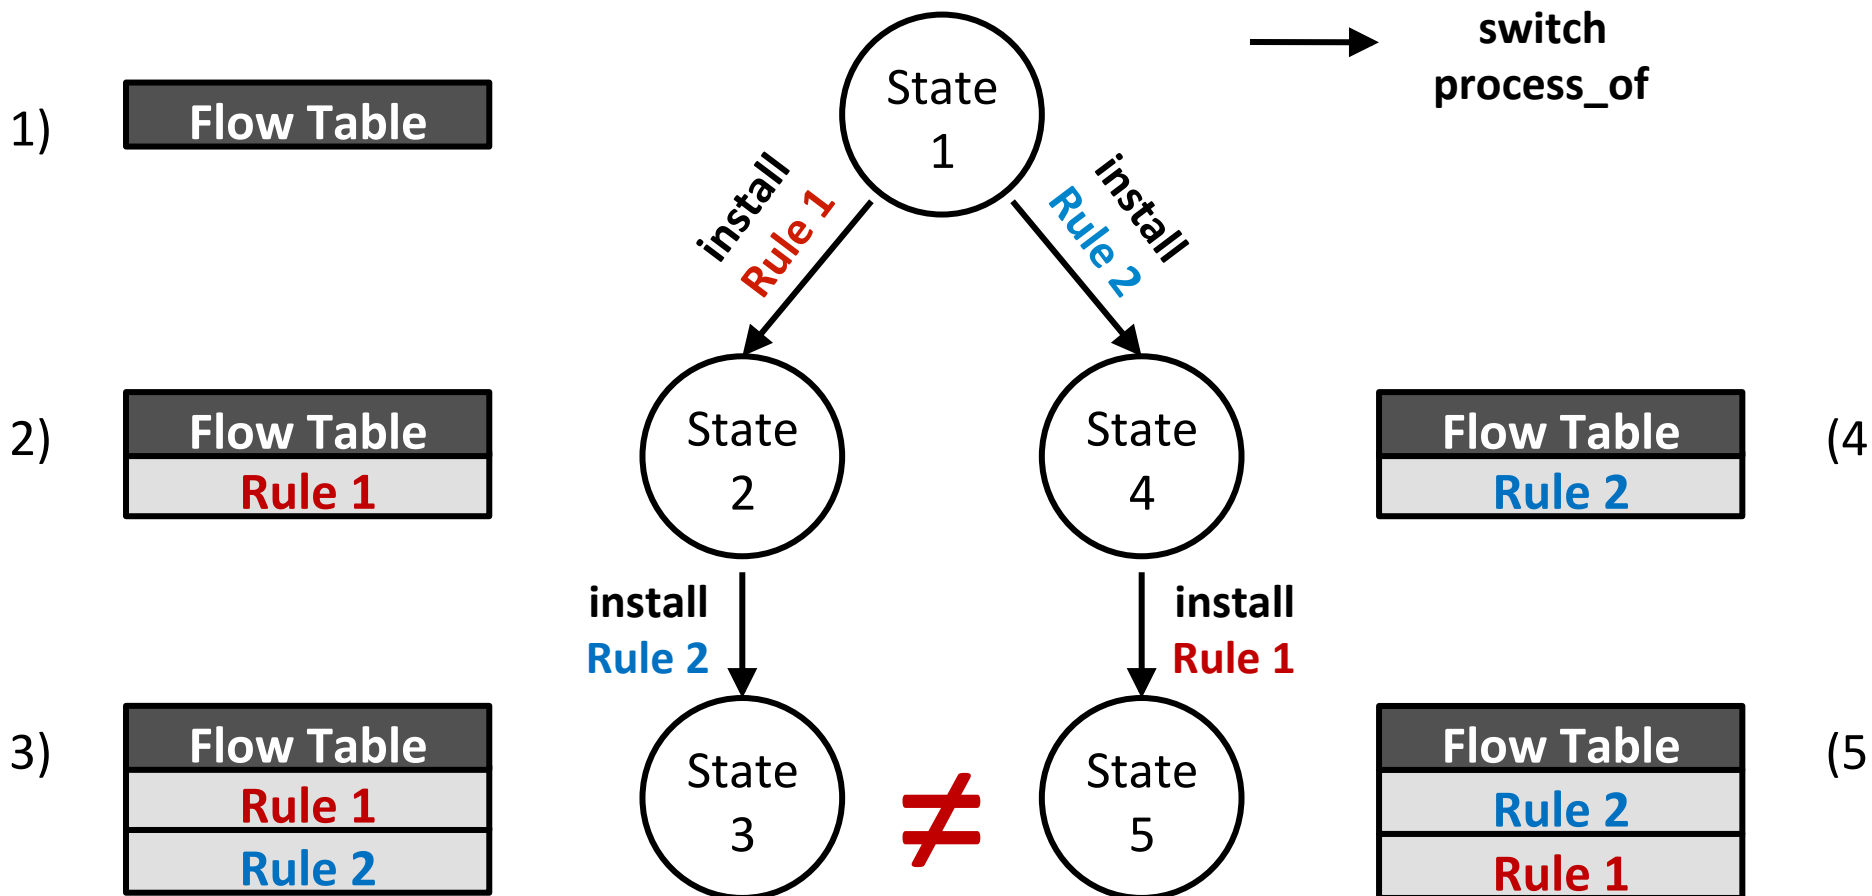 switch
process_of
1)
Flow Table
State
1
install
Rule 1
install
Rule 2
2)
Flow Table
Rule 1
State
2
State
4
Flow Table
Rule 2
(4
install
Rule 2
install
Rule 1
3)
Flow Table
Rule 1
Rule 2
State
3
≠
State
5
Flow Table
Rule 2
Rule 1
(5